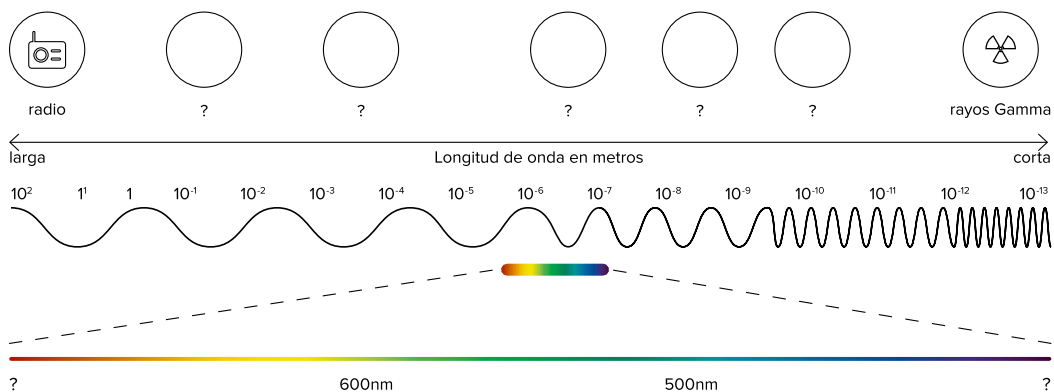 radio ? ? ? ? ? rayos Gamma
larga Longitud de onda en metros corta
10² 1¹ 1 10⁻¹ 10⁻² 10⁻³ 10⁻⁴ 10⁻⁵ 10⁻⁶ 10⁻⁷ 10⁻⁸ 10⁻⁹ 10⁻¹⁰ 10⁻¹¹ 10⁻¹² 10⁻¹³
? 600nm 500nm ?